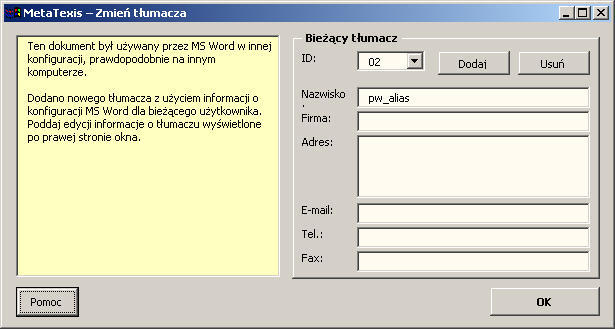 MetaTexis – Zmień tłumacza
Ten dokument był używany przez MS Word w innej
konfiguracji, prawdopodobnie na innym
komputerze.
Dodano nowego tłumacza z użyciem informacji o
konfiguracji MS Word dla bieżącego użytkownika.
Poddaj edycji informacje o tłumaczu wyświetlone
po prawej stronie okna.
Bieżący tłumacz
ID: 02 Dodaj Usuń
Nazwisko pw_alias
Firma:
Adres:
E-mail:
Tel.:
Fax:
Pomoc OK